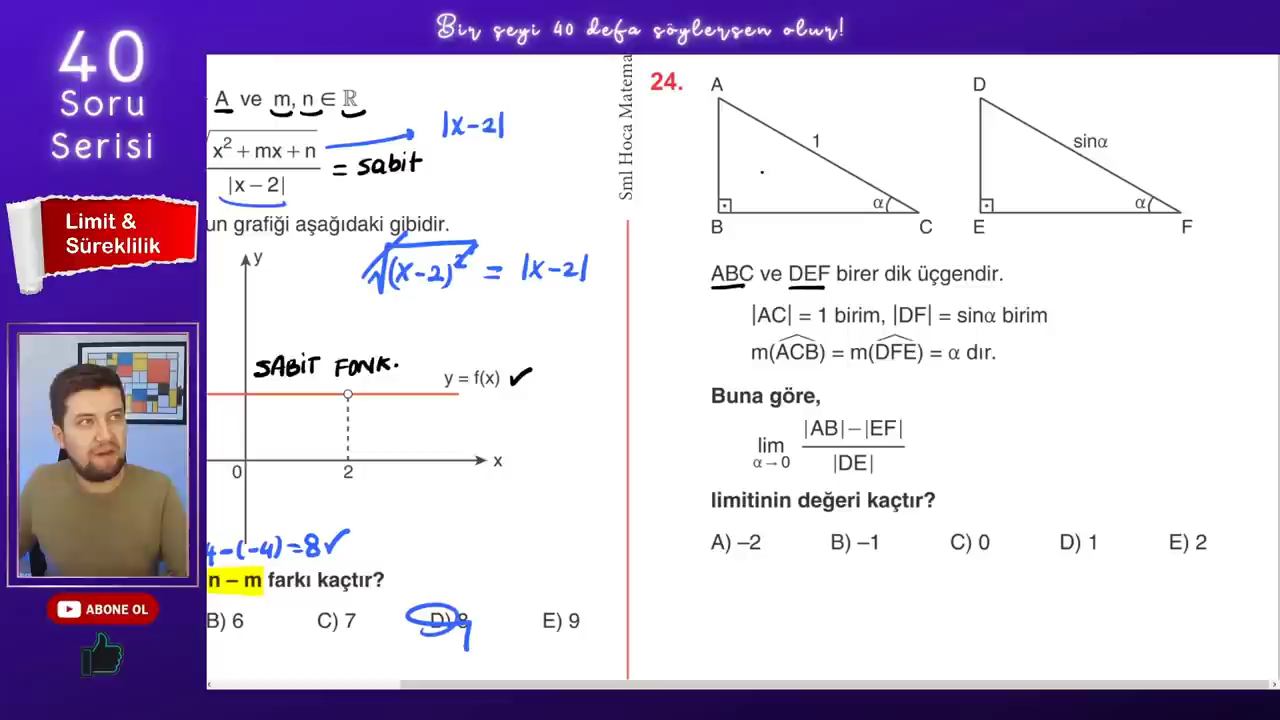 Bir şeyi 40 defa söylersen olur!
40
Soru
Serisi
Limit &
Süreklilik
ABONE OL
A ve m, n ∈ ℝ
x² + mx + n
|x – 2|
= sabit
|x-2|
un grafiği aşağıdaki gibidir.
√(x-2)² = |x-2|
y
SABİT FONK.
y = f(x) ✓
0
2
x
4-(-4)=8 ✓
n – m farkı kaçtır?
B) 6 C) 7 D) 8 E) 9
Sml Hoca Matema
24.
A
1
α
B
C
D
sinα
α
E
F
ABC ve DEF birer dik üçgendir.
|AC| = 1 birim, |DF| = sinα birim
m(ACB) = m(DFE) = α dır.
Buna göre,
lim α→0 |AB| – |EF| / |DE|
limitinin değeri kaçtır?
A) –2 B) –1 C) 0 D) 1 E) 2